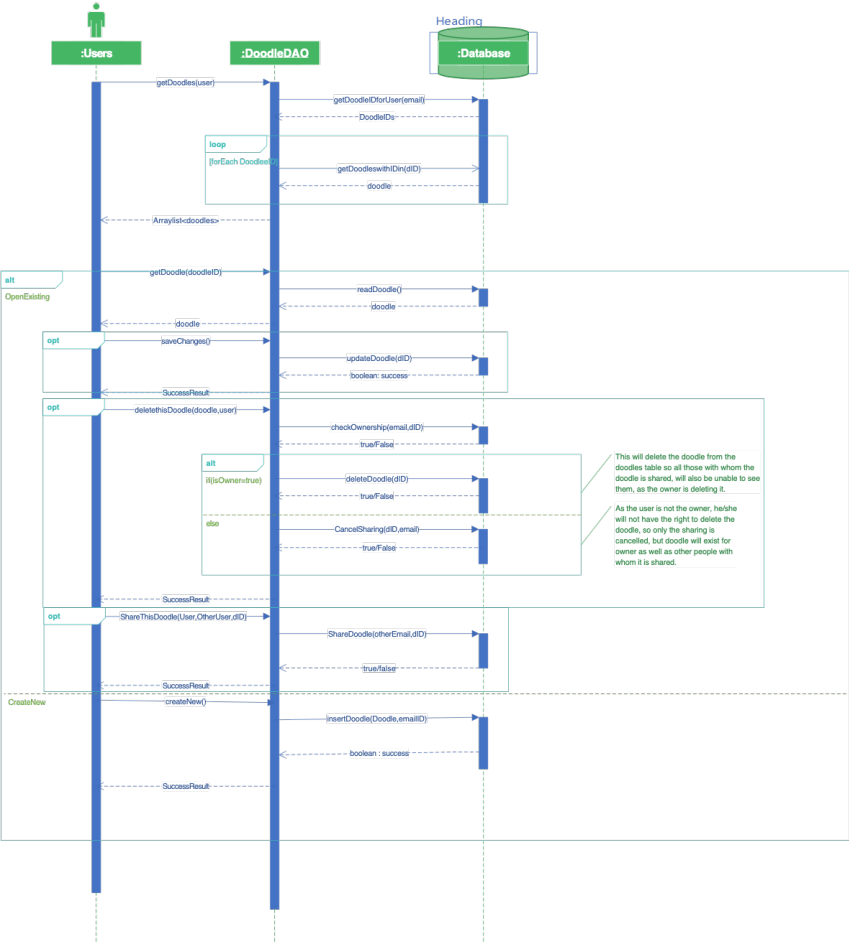 Heading
:Users
:DoodleDAO
:Database
getDoodles(user)
getDoodleIDforUser(email)
DoodleIDs
loop
[forEach DoodleeID]
getDoodleswithIDin(dID)
doodle
Arraylist<doodles>
alt
getDoodle(doodleID)
OpenExisting
readDoodle()
doodle
doodle
opt
saveChanges()
updateDoodle(dID)
boolean: success
SuccessResult
opt
deletethisDoodle(doodle,user)
checkOwnership(email,dID)
true/False
alt
if(isOwner=true)
deleteDoodle(dID)
true/False
This will delete the doodle from the
doodles table so all those with whom the
doodle is shared, will also be unable to see
them, as the owner is deleting it.
else
CancelSharing(dID,email)
true/False
As the user is not the owner, he/she
will not have the right to delete the
doodle, so only the sharing is
cancelled, but doodle will exist for
owner as well as other people with
whom it is shared.
SuccessResult
opt
ShareThisDoodle(User,OtherUser,dID)
ShareDoodle(otherEmail,dID)
true/false
SuccessResult
CreateNew
createNew()
insertDoodle(Doodle,emailID)
boolean : success
SuccessResult